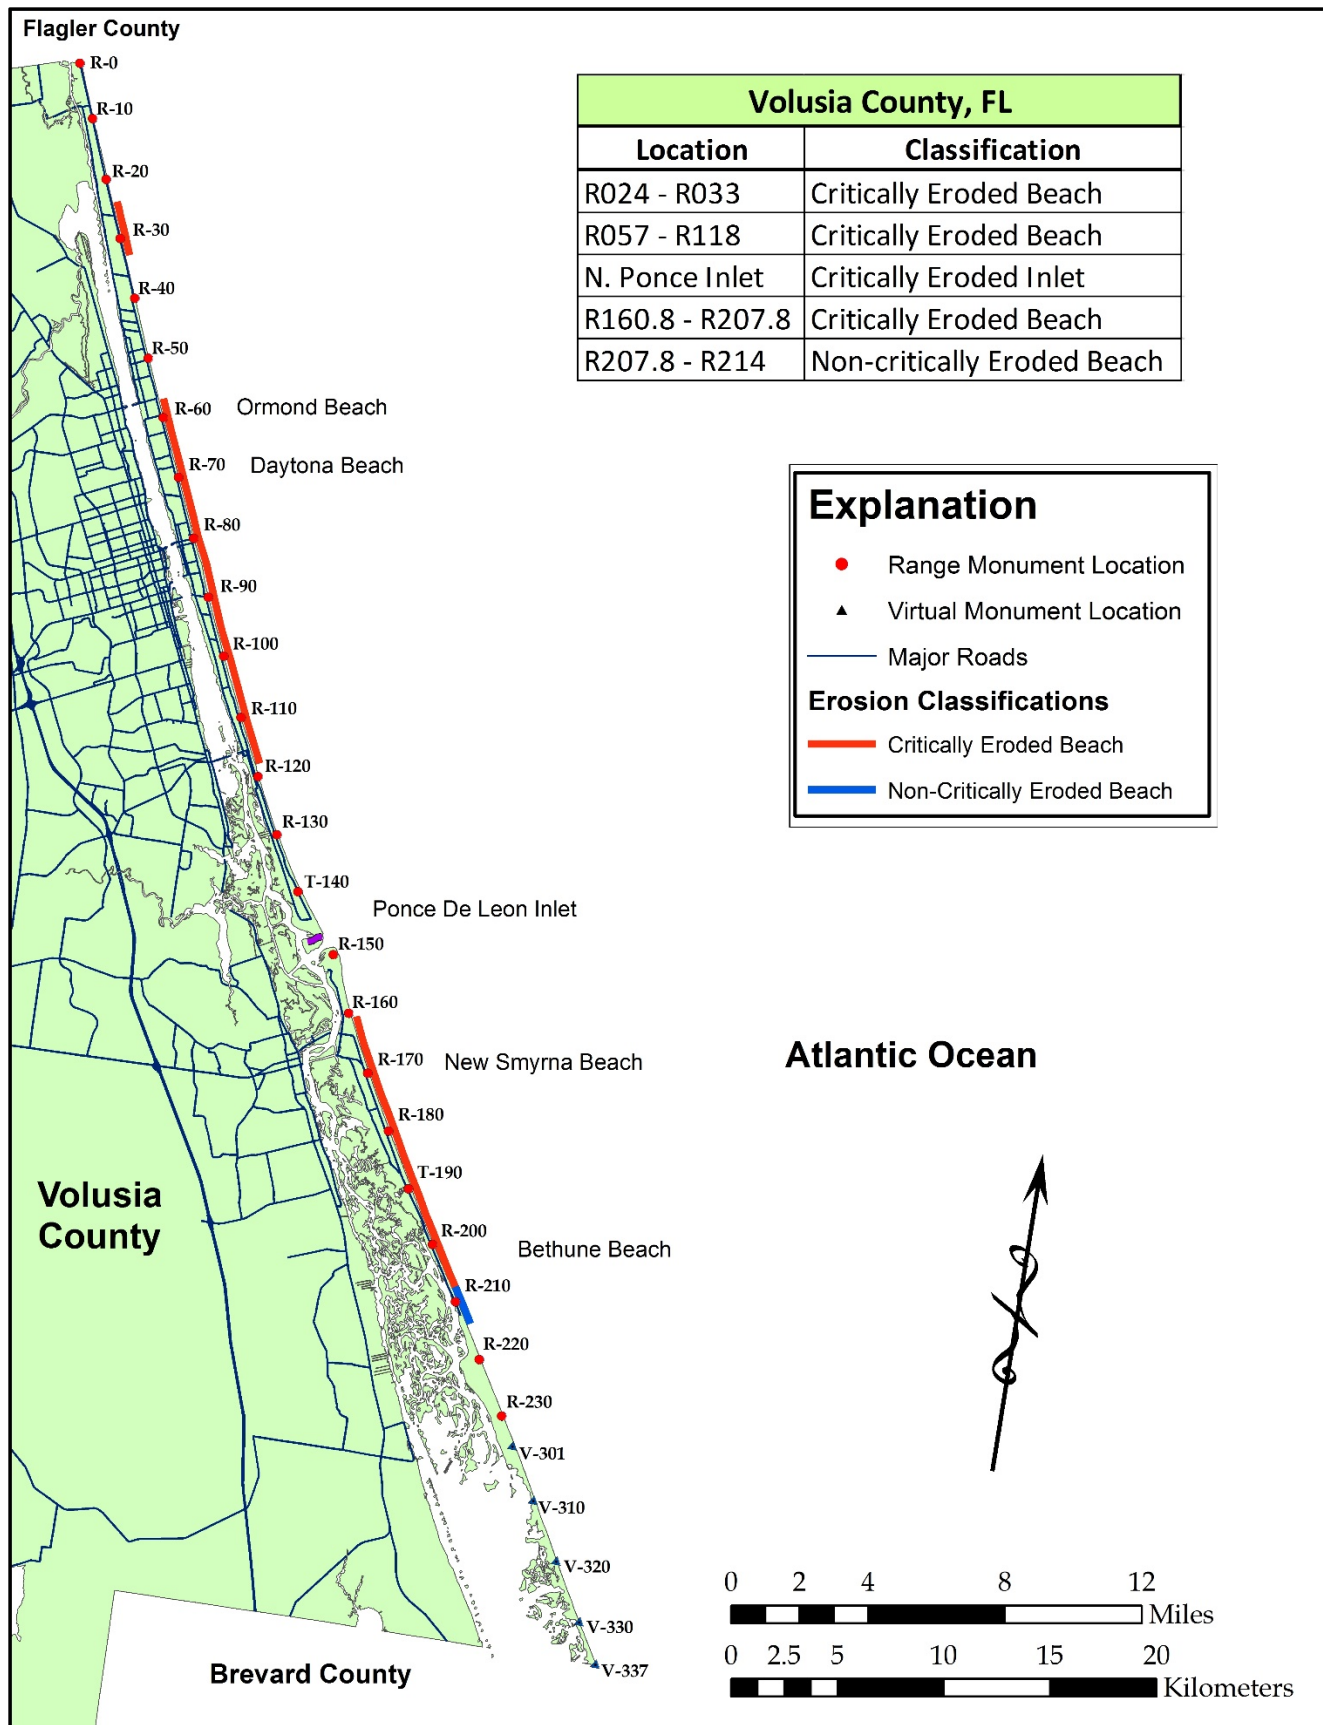 Flagler County
R-0
R-10
R-20
R-30
R-40
R-50
R-60
Ormond Beach
R-70
Daytona Beach
R-80
R-90
R-100
R-110
R-120
R-130
T-140
Ponce De Leon Inlet
R-150
R-160
R-170
New Smyrna Beach
R-180
T-190
R-200
Bethune Beach
R-210
R-220
R-230
V-301
V-310
V-320
V-330
V-337
Volusia
County
Brevard County
Volusia County, FL
Location Classification
R024 - R033 Critically Eroded Beach
R057 - R118 Critically Eroded Beach
N. Ponce Inlet Critically Eroded Inlet
R160.8 - R207.8 Critically Eroded Beach
R207.8 - R214 Non-critically Eroded Beach
Explanation
Range Monument Location
Virtual Monument Location
Major Roads
Erosion Classifications
Critically Eroded Beach
Non-Critically Eroded Beach
Atlantic Ocean
N
0 2 4 8 12
Miles
0 2.5 5 10 15 20
Kilometers